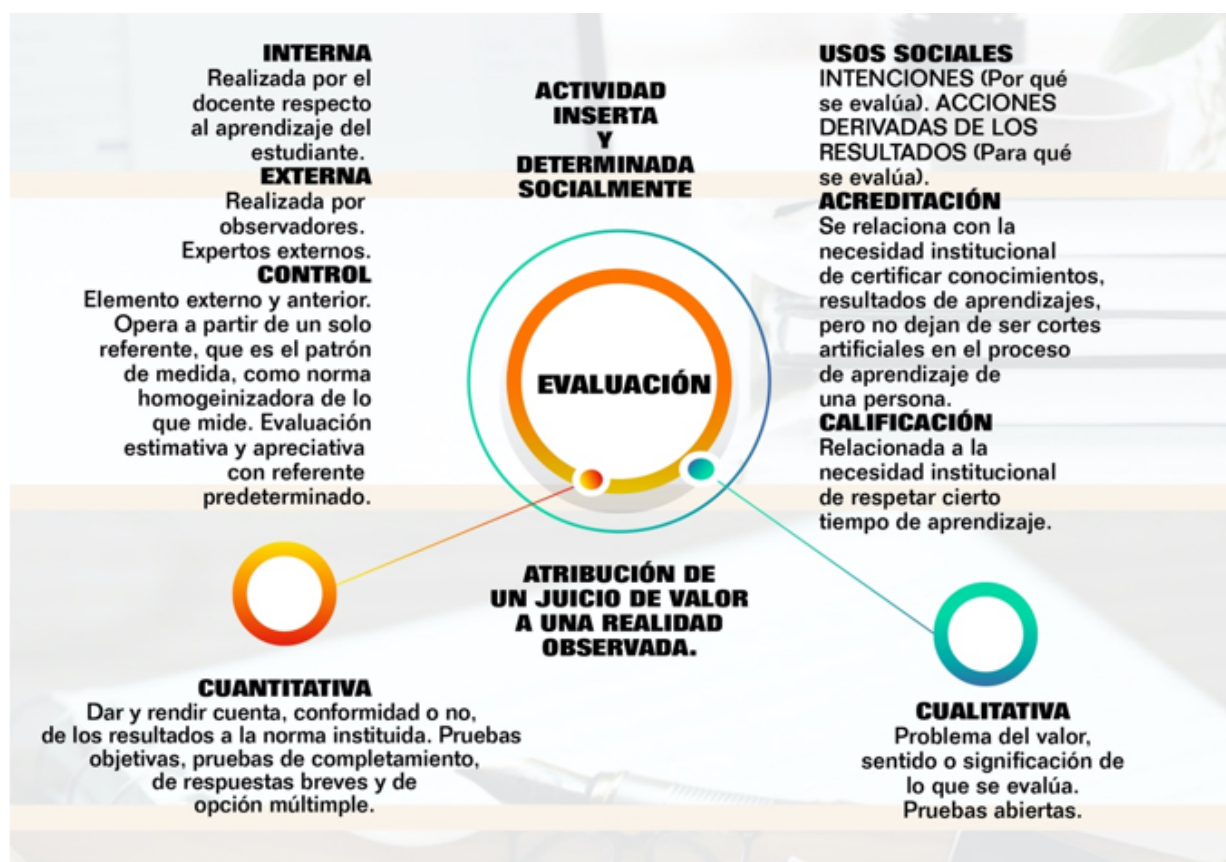 INTERNA
Realizada por el
docente respecto
al aprendizaje del
estudiante.
EXTERNA
Realizada por
observadores.
Expertos externos.
CONTROL
Elemento externo y anterior.
Opera a partir de un solo
referente, que es el patrón
de medida, como norma
homogeinizadora de lo
que mide. Evaluación
estimativa y apreciativa
con referente
predeterminado.
ACTIVIDAD
INSERTA
Y
DETERMINADA
SOCIALMENTE
EVALUACIÓN
ATRIBUCIÓN DE
UN JUICIO DE VALOR
A UNA REALIDAD
OBSERVADA.
USOS SOCIALES
INTENCIONES (Por qué
se evalúa). ACCIONES
DERIVADAS DE LOS
RESULTADOS (Para qué
se evalúa).
ACREDITACIÓN
Se relaciona con la
necesidad institucional
de certificar conocimientos,
resultados de aprendizajes,
pero no dejan de ser cortes
artificiales en el proceso
de aprendizaje de
una persona.
CALIFICACIÓN
Relacionada a la
necesidad institucional
de respetar cierto
tiempo de aprendizaje.
CUANTITATIVA
Dar y rendir cuenta, conformidad o no,
de los resultados a la norma instituida. Pruebas
objetivas, pruebas de completamiento,
de respuestas breves y de
opción múltimple.
CUALITATIVA
Problema del valor,
sentido o significación de
lo que se evalúa.
Pruebas abiertas.